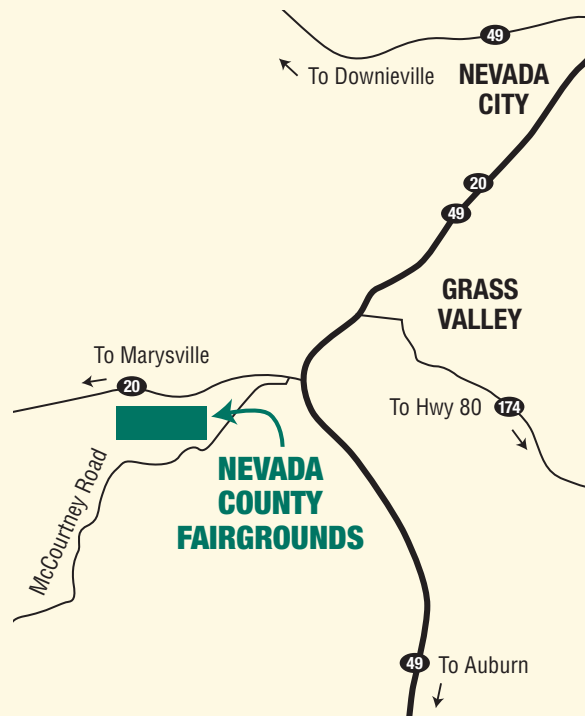 49
To Downieville
NEVADA
CITY
20
49
GRASS
VALLEY
To Marysville
20
To Hwy 80
174
McCourtney Road
NEVADA
COUNTY
FAIRGROUNDS
49
To Auburn